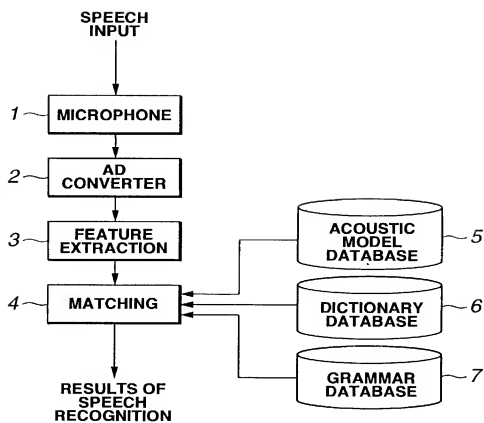 SPEECH
INPUT
1
MICROPHONE
2
AD
CONVERTER
3
FEATURE
EXTRACTION
4
MATCHING
RESULTS OF
SPEECH
RECOGNITION
ACOUSTIC
MODEL
DATABASE
5
DICTIONARY
DATABASE
6
GRAMMAR
DATABASE
7